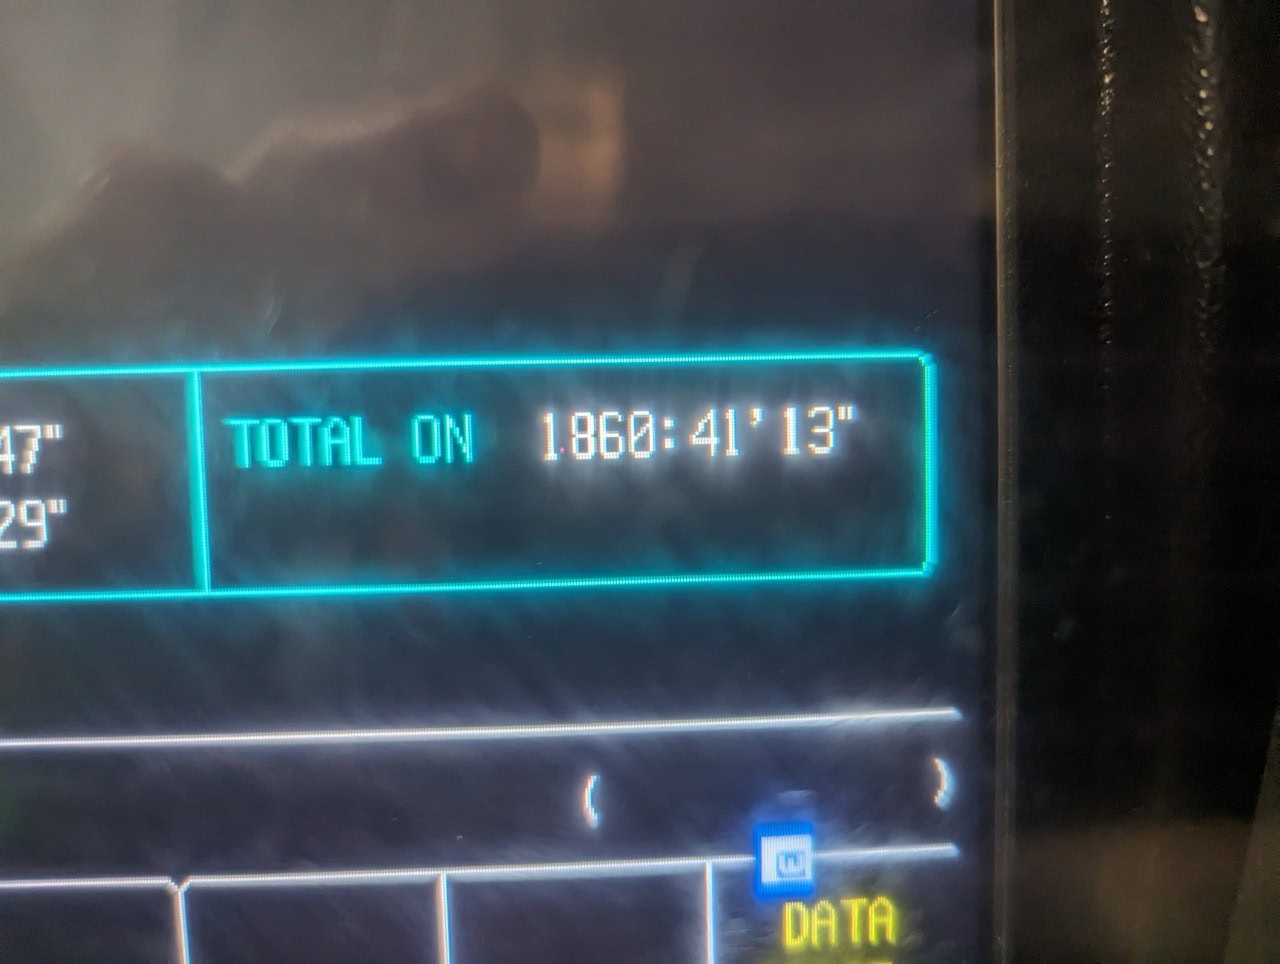 47"
TOTAL ON 1860:41'13"
29"
(                )
DATA